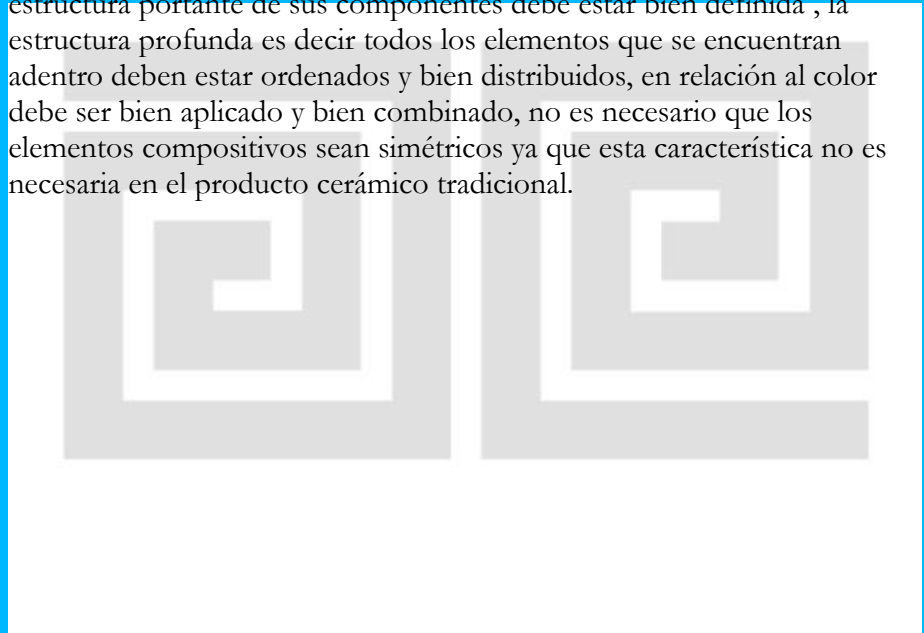 estructura portante de sus componentes debe estar bien definida , la
estructura profunda es decir todos los elementos que se encuentran
adentro deben estar ordenados y bien distribuidos, en relación al color
debe ser bien aplicado y bien combinado, no es necesario que los
elementos compositivos sean simétricos ya que esta característica no es
necesaria en el producto cerámico tradicional.